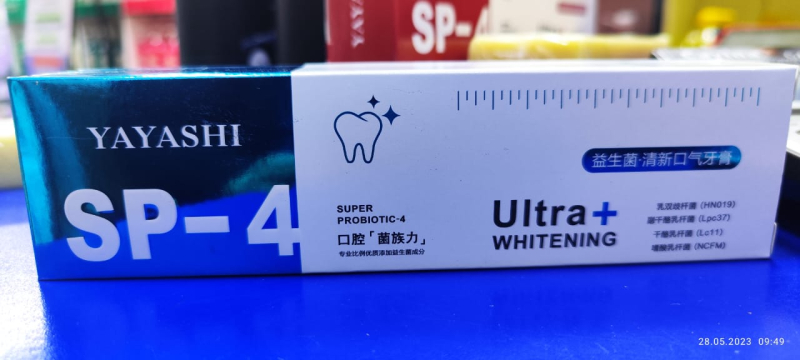 SP-4
YAYASHI
SP-4
SUPER
PROBIOTIC-4
口腔「菌族力」
专业比例优质添加益生菌成分
益生菌·清新口气牙膏
Ultra+
WHITENING
乳双歧杆菌 (HN019)
副干酪乳杆菌 (Lpc37)
干酪乳杆菌 (Lc11)
嗜酸乳杆菌 (NCFM)
28.05.2023 09:49